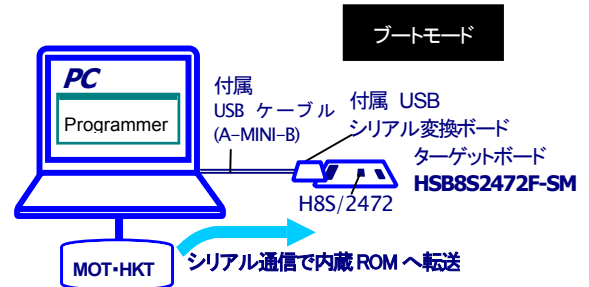 ブートモード
PC
Programmer
付属
USB ケーブル
(A-MINI-B)
付属 USB
シリアル変換ボード
ターゲットボード
HSB8S2472F-SM
H8S/2472
MOT･HKT
シリアル通信で内蔵ROMへ転送